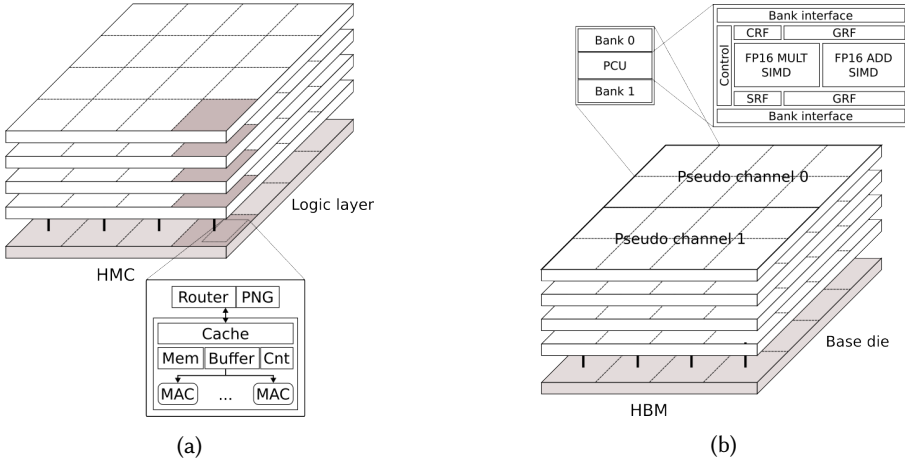 Logic layer
HMC
Router PNG
Cache
Mem Buffer Cnt
MAC ... MAC
(a)
Bank 0
PCU
Bank 1
Bank interface
Control
CRF GRF
FP16 MULT
SIMD
FP16 ADD
SIMD
SRF GRF
Bank interface
Pseudo channel 0
Pseudo channel 1
Base die
HBM
(b)